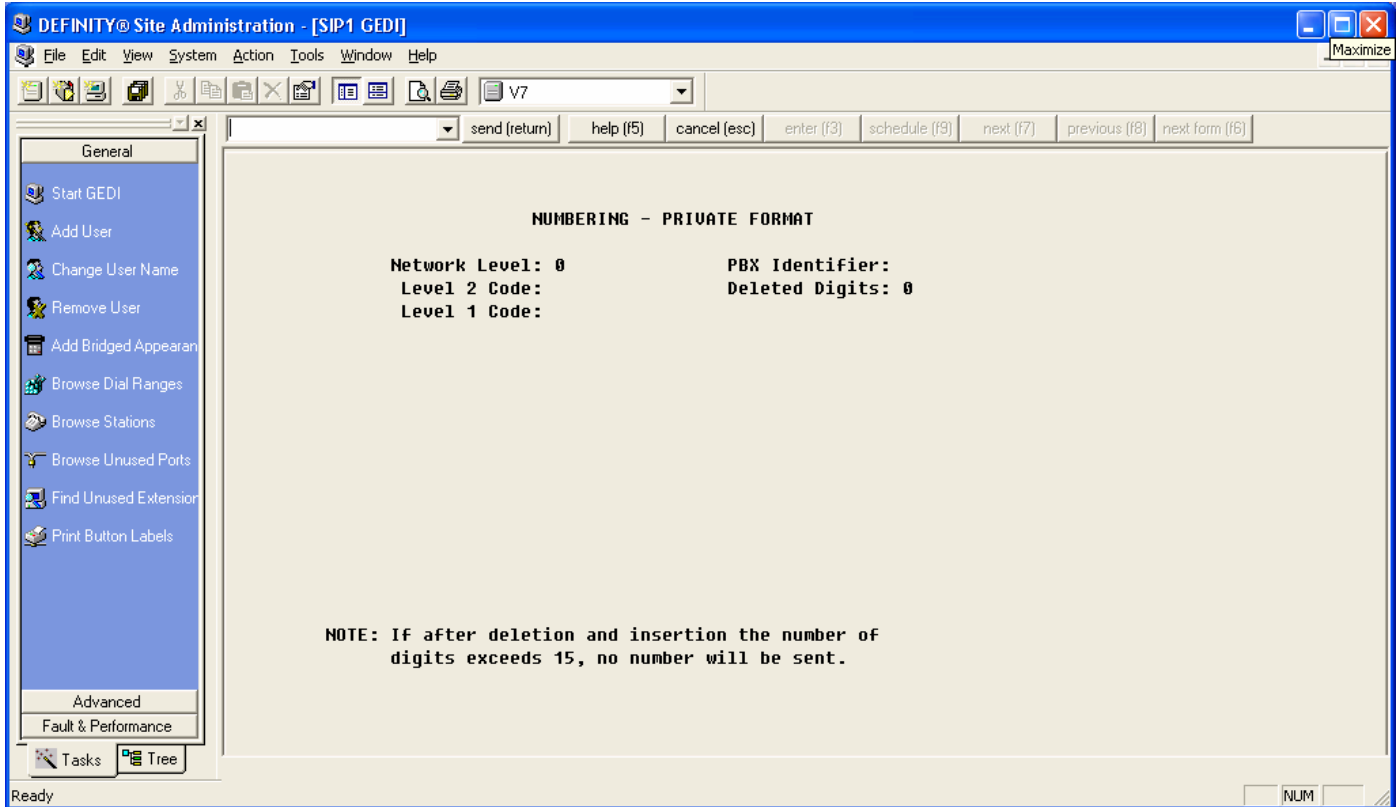 DEFINITY® Site Administration - [SIP1 GEDI]
Maximize
File Edit View System Action Tools Window Help
V7
send (return) help (f5) cancel (esc) enter (f3) schedule (f9) next (f7) previous (f8) next form (f6)
General
Start GEDI
Add User
Change User Name
Remove User
Add Bridged Appearan
Browse Dial Ranges
Browse Stations
Browse Unused Ports
Find Unused Extension
Print Button Labels
Advanced
Fault & Performance
Tasks Tree
NUMBERING - PRIVATE FORMAT
Network Level: 0 PBX Identifier:
Level 2 Code: Deleted Digits: 0
Level 1 Code:
NOTE: If after deletion and insertion the number of
digits exceeds 15, no number will be sent.
Ready NUM